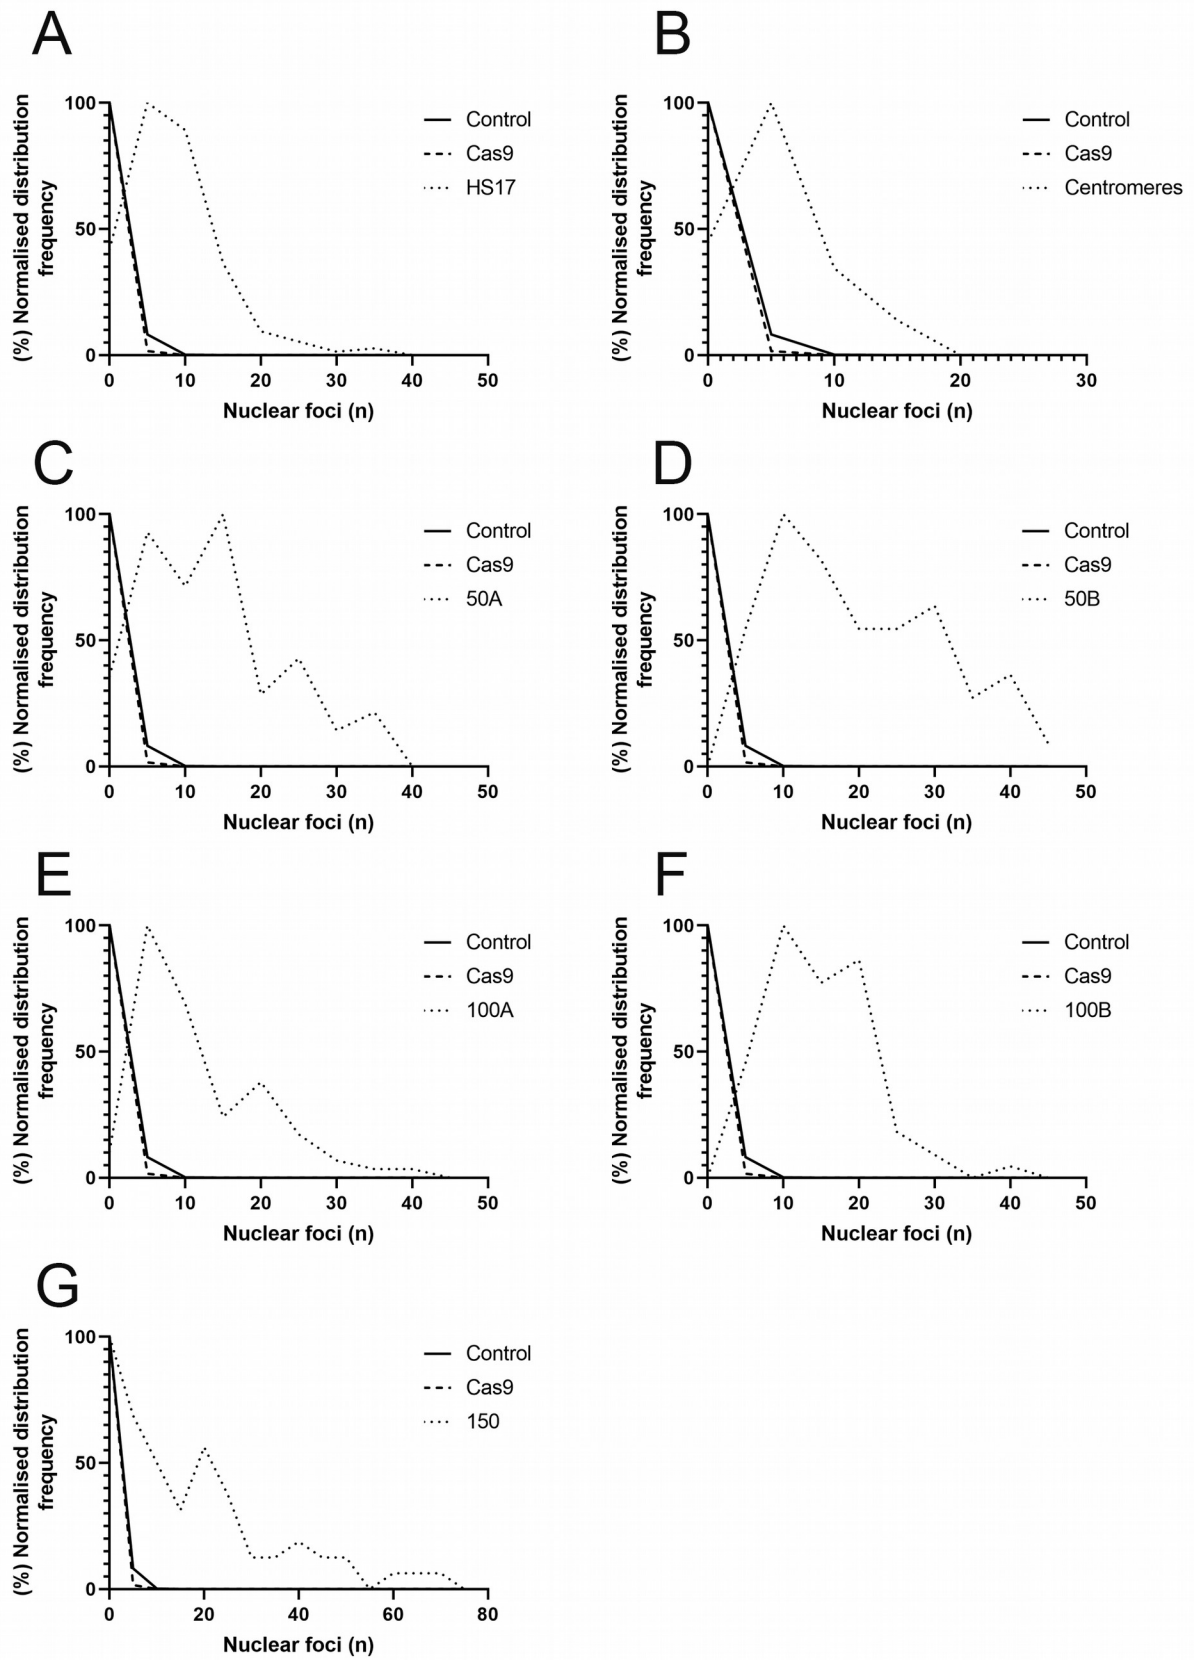 A
(%) Normalised distribution
frequency
100
50
0
0 10 20 30 40 50
Nuclear foci (n)
Control
Cas9
HS17
B
(%) Normalised distribution
frequency
100
50
0
0 10 20 30
Nuclear foci (n)
Control
Cas9
Centromeres
C
(%) Normalised distribution
frequency
100
50
0
0 10 20 30 40 50
Nuclear foci (n)
Control
Cas9
50A
D
(%) Normalised distribution
frequency
100
50
0
0 10 20 30 40 50
Nuclear foci (n)
Control
Cas9
50B
E
(%) Normalised distribution
frequency
100
50
0
0 10 20 30 40 50
Nuclear foci (n)
Control
Cas9
100A
F
(%) Normalised distribution
frequency
100
50
0
0 10 20 30 40 50
Nuclear foci (n)
Control
Cas9
100B
G
(%) Normalised distribution
frequency
100
50
0
0 20 40 60 80
Nuclear foci (n)
Control
Cas9
150